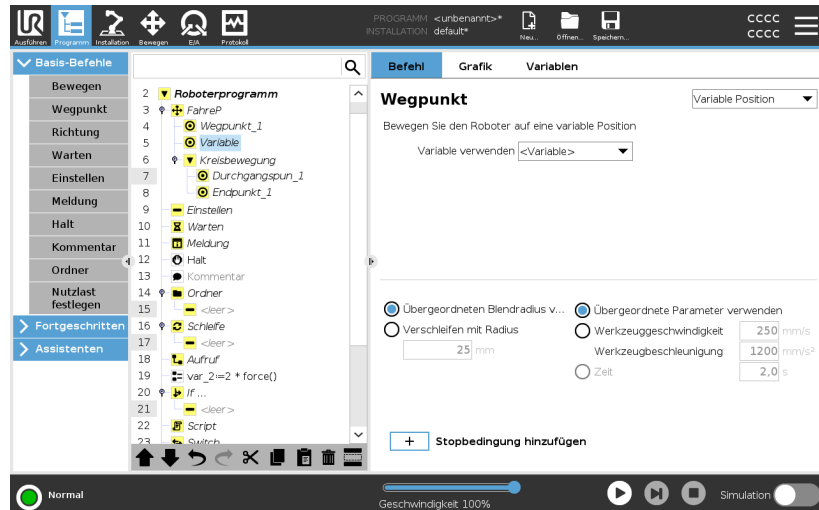 PROGRAMM <unbenannt>*
INSTALLATION default*
CCCC
CCCC
UR
Ausführen Programm Installation Bewegen E/A Protokoll Neu... Öffnen... Speichern...
Basis-Befehle
Bewegen
Wegpunkt
Richtung
Warten
Einstellen
Meldung
Halt
Kommentar
Ordner
Nutzlast
festlegen
Fortgeschritten
Assistenten
2 Roboterprogramm
3 FahreP
4 Wegpunkt_1
5 Variable
6 Kreisbewegung
7 Durchgangspun_1
8 Endpunkt_1
9 Einstellen
10 Warten
11 Meldung
12 Halt
13 Kommentar
14 Ordner
15 <leer>
16 Schleife
17 <leer>
18 Aufruf
19 var_2≔2 * force()
20 If ...
21 <leer>
22 Script
23 Switch
Befehl Grafik Variablen
Wegpunkt
Variable Position
Bewegen Sie den Roboter auf eine variable Position
Variable verwenden <Variable>
Übergeordneten Blendradius v... Übergeordnete Parameter verwenden
Verschleifen mit Radius Werkzeuggeschwindigkeit 250 mm/s
25 mm Werkzeugbeschleunigung 1200 mm/s²
Zeit 2,0 s
+ Stopbedingung hinzufügen
Normal
Geschwindigkeit 100%
Simulation